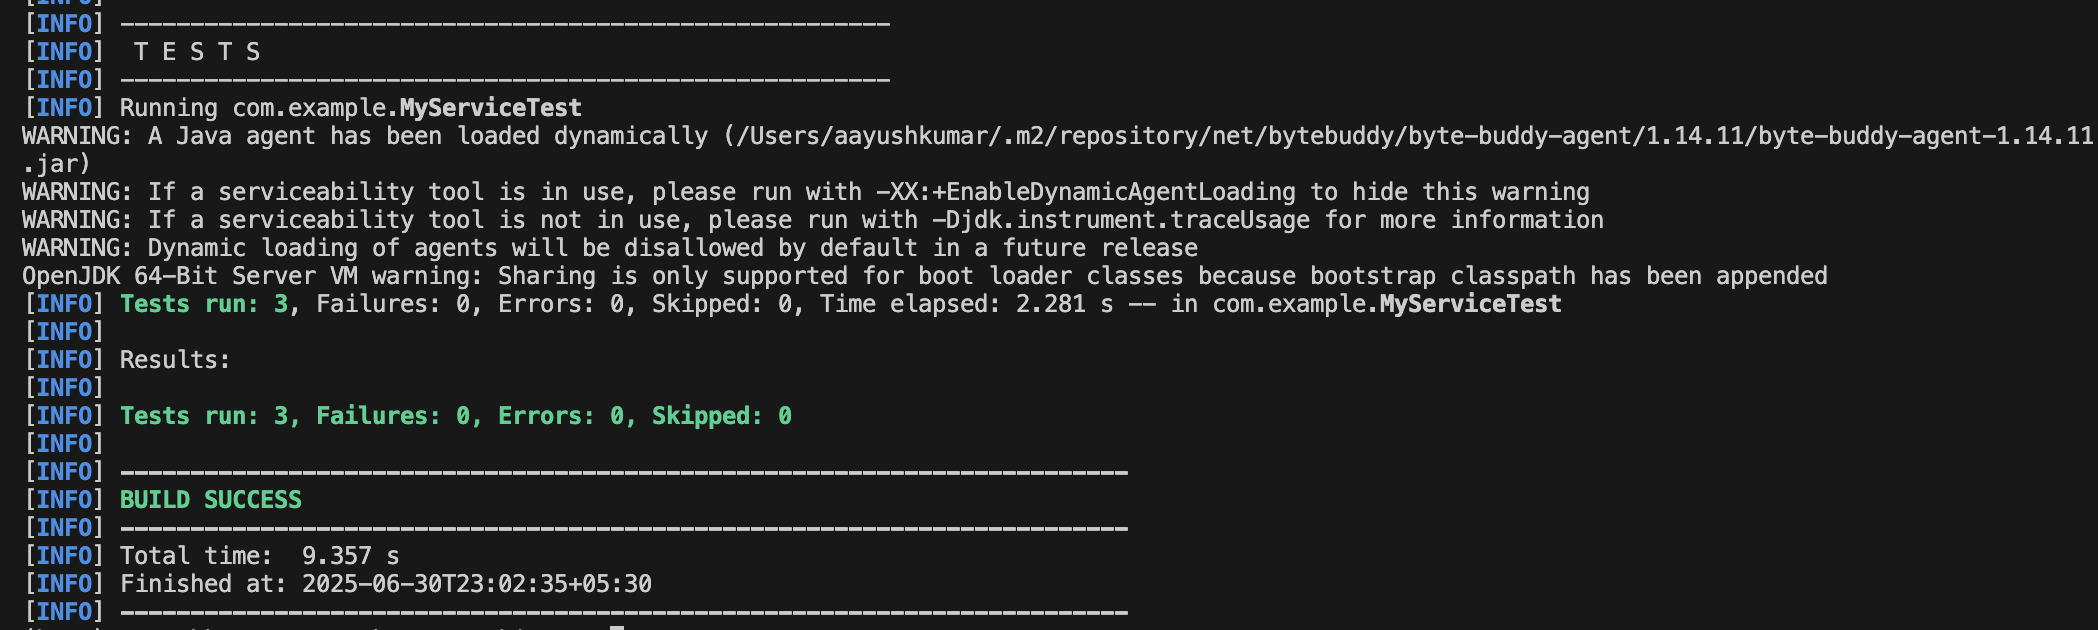 [INFO]
[INFO] -------------------------------------------------------
[INFO]  T E S T S
[INFO] -------------------------------------------------------
[INFO] Running com.example.MyServiceTest
WARNING: A Java agent has been loaded dynamically (/Users/aayushkumar/.m2/repository/net/bytebuddy/byte-buddy-agent/1.14.11/byte-buddy-agent-1.14.11
.jar)
WARNING: If a serviceability tool is in use, please run with -XX:+EnableDynamicAgentLoading to hide this warning
WARNING: If a serviceability tool is not in use, please run with -Djdk.instrument.traceUsage for more information
WARNING: Dynamic loading of agents will be disallowed by default in a future release
OpenJDK 64-Bit Server VM warning: Sharing is only supported for boot loader classes because bootstrap classpath has been appended
[INFO] Tests run: 3, Failures: 0, Errors: 0, Skipped: 0, Time elapsed: 2.281 s -- in com.example.MyServiceTest
[INFO]
[INFO] Results:
[INFO]
[INFO] Tests run: 3, Failures: 0, Errors: 0, Skipped: 0
[INFO]
[INFO] ------------------------------------------------------------------------
[INFO] BUILD SUCCESS
[INFO] ------------------------------------------------------------------------
[INFO] Total time:  9.357 s
[INFO] Finished at: 2025-06-30T23:02:35+05:30
[INFO] ------------------------------------------------------------------------